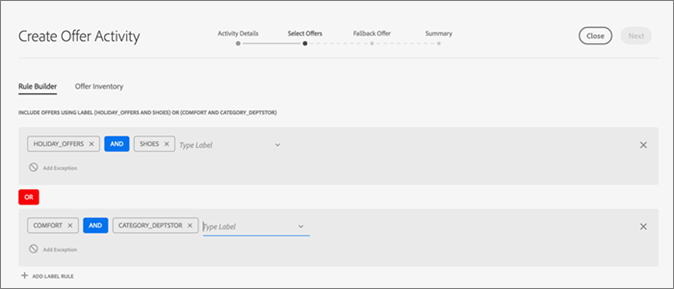 Create Offer Activity
Activity Details Select Offers Fallback Offer Summary
Close Next
Rule Builder Offer Inventory
INCLUDE OFFERS USING LABEL (HOLIDAY_OFFERS AND SHOES) OR (COMFORT AND CATEGORY_DEPTSTOR)
HOLIDAY_OFFERS × AND SHOES × Type Label
Add Exception
OR
COMFORT × AND CATEGORY_DEPTSTOR × Type Label
Add Exception
+ ADD LABEL RULE